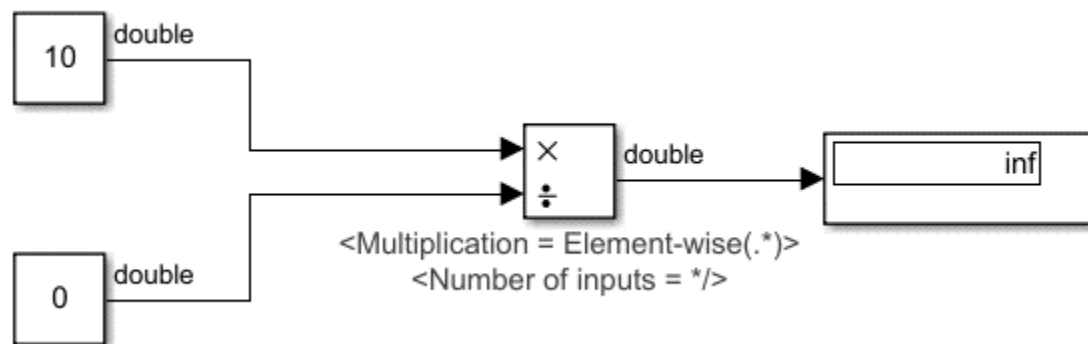 10
double
×
÷
double
inf
<Multiplication = Element-wise(.*)>
<Number of inputs = */>
0
double